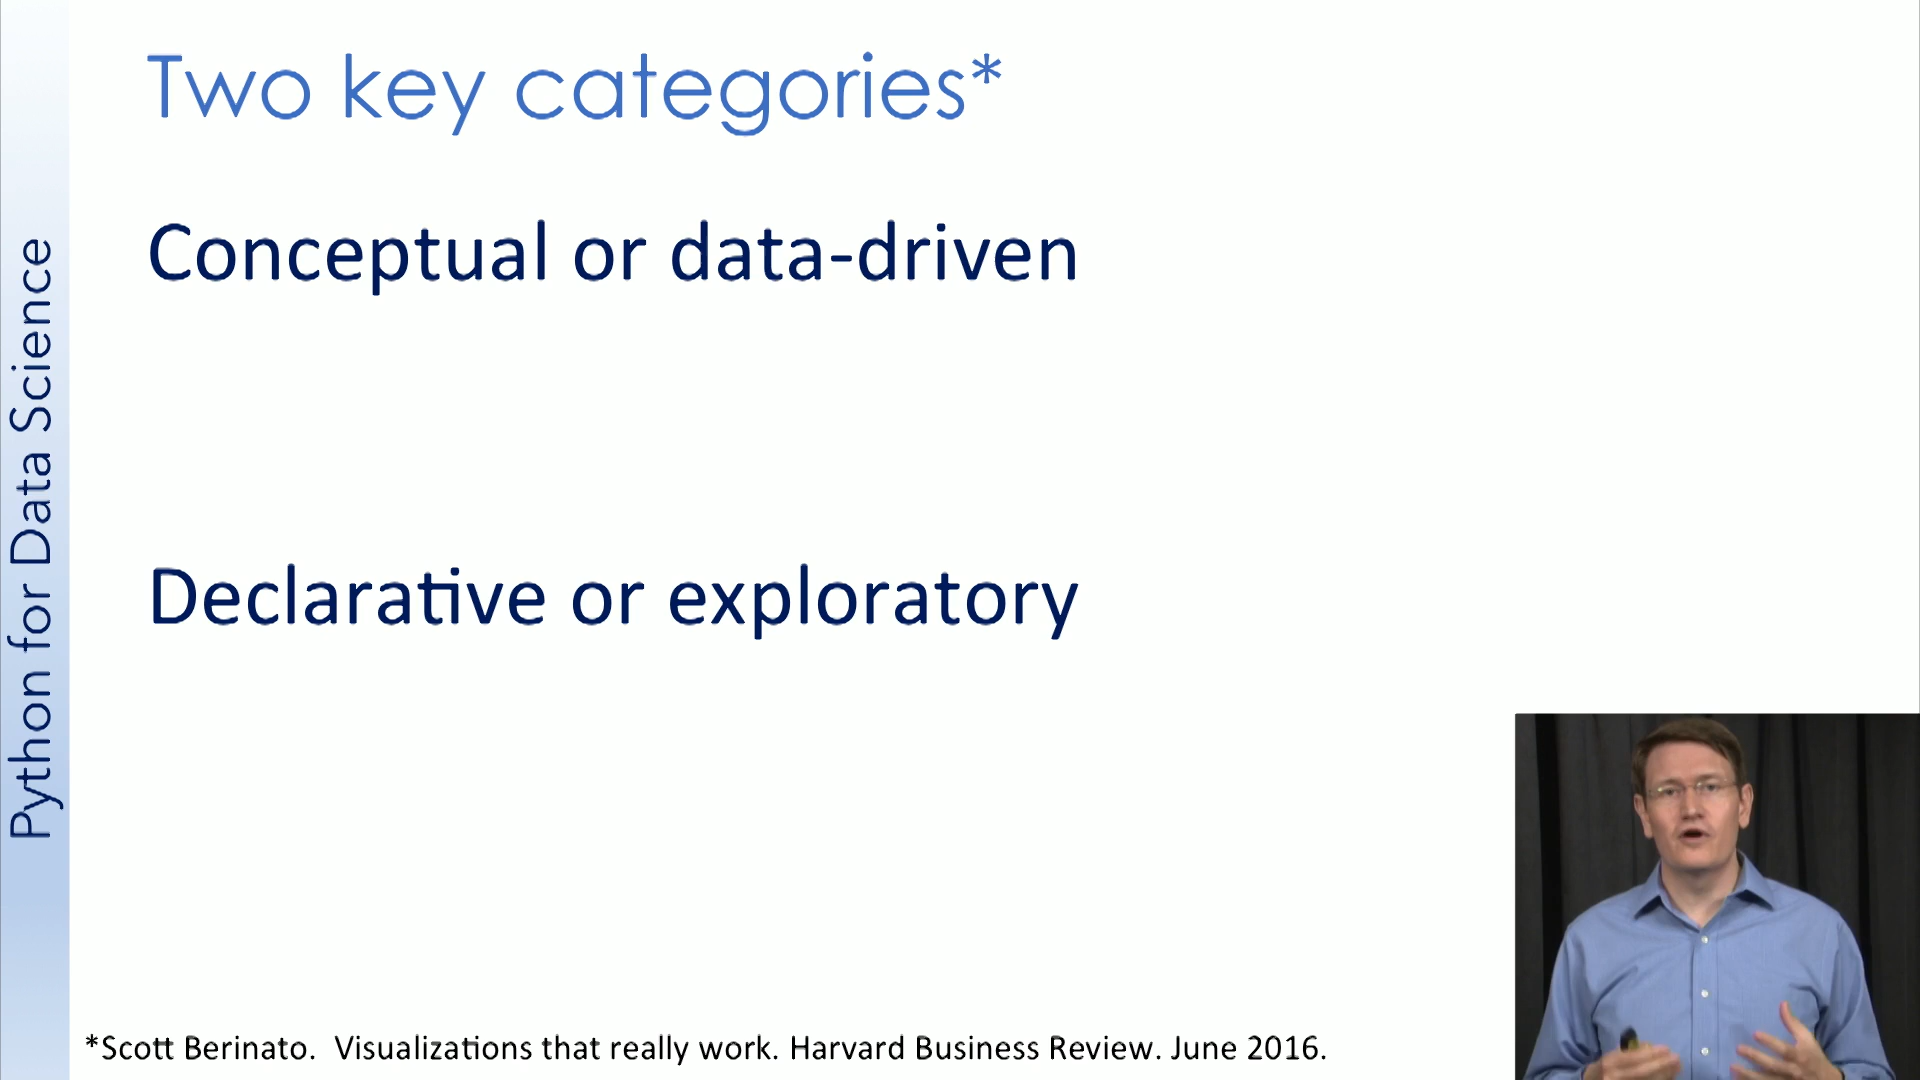 Two key categories*
Conceptual or data-driven
Declarative or exploratory
*Scott Berinato. Visualizations that really work. Harvard Business Review. June 2016.
Python for Data Science